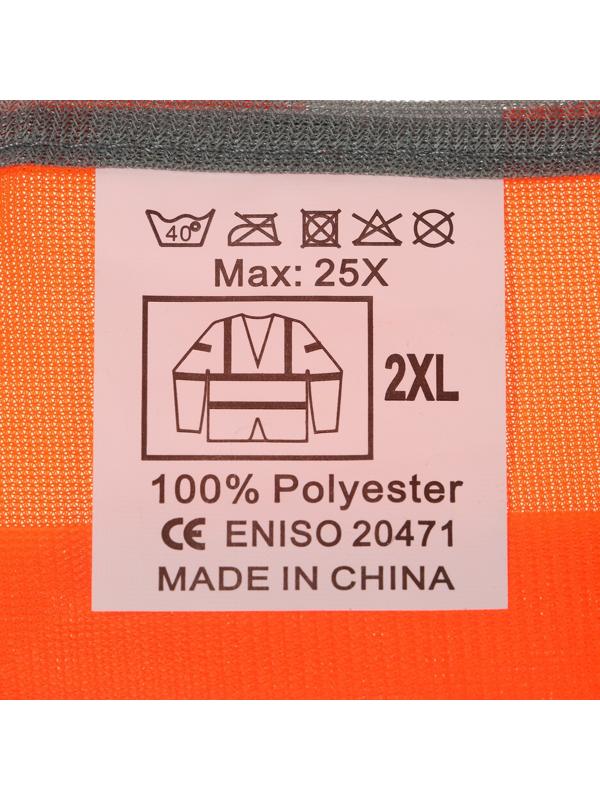 40°
Max: 25X
2XL
100% Polyester
CE ENISO 20471
MADE IN CHINA